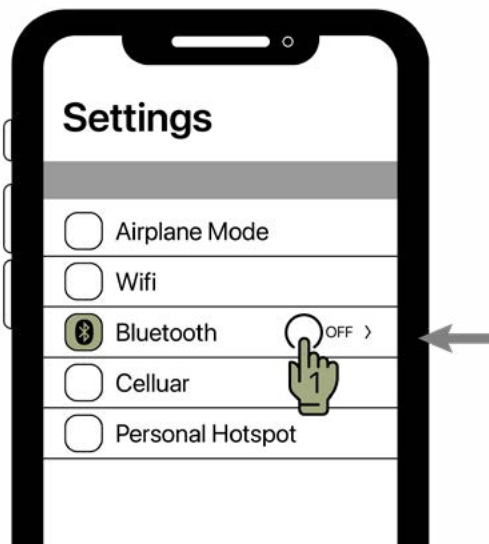 Settings
Airplane Mode
Wifi
Bluetooth OFF >
1
Celluar
Personal Hotspot